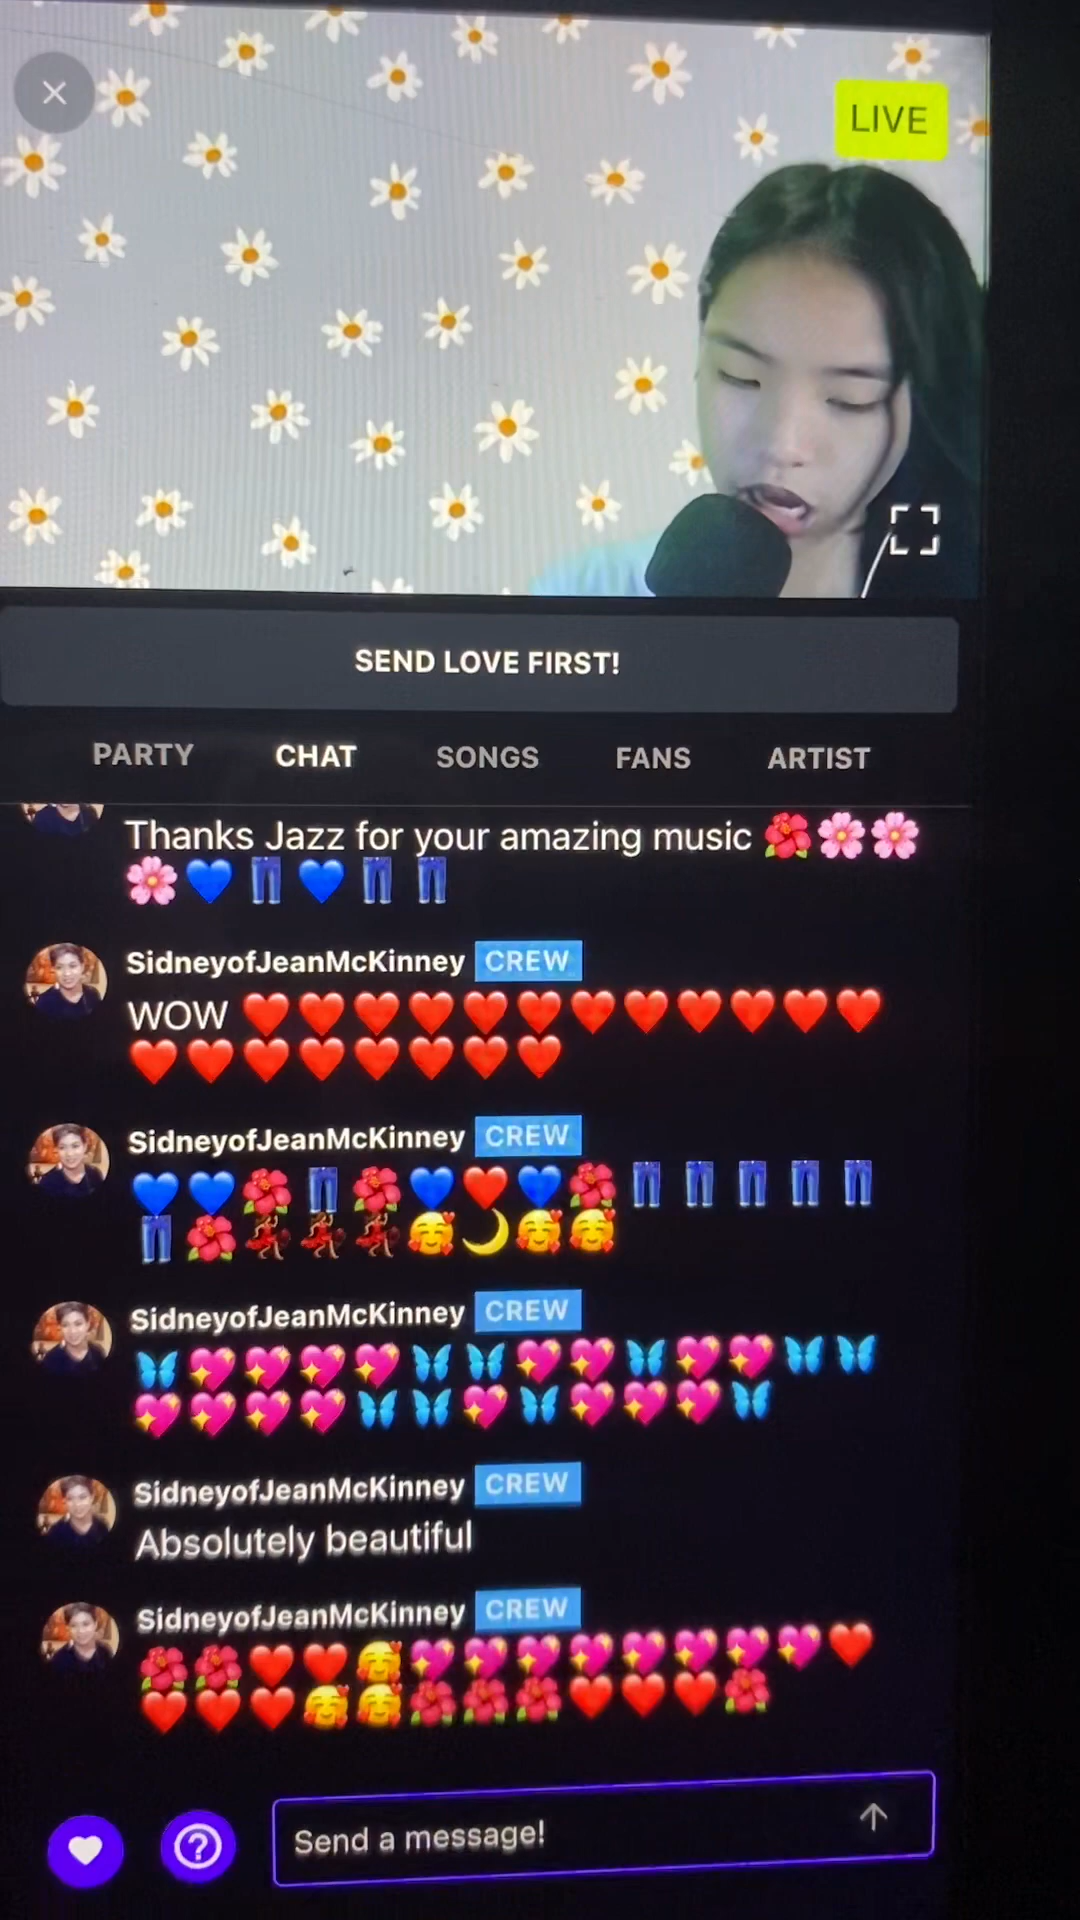 LIVE
SEND LOVE FIRST!
PARTY CHAT SONGS FANS ARTIST
Thanks Jazz for your amazing music 🌺🌸🌸
🌸💙👖💙👖👖
SidneyofJeanMcKinney CREW
WOW ❤️❤️❤️❤️❤️❤️❤️❤️❤️❤️❤️❤️
❤️❤️❤️❤️❤️❤️❤️❤️
SidneyofJeanMcKinney CREW
💙💙🌺👖🌺💙❤️💙🌺👖👖👖👖👖
👖🌺💃💃💃🥰🌙🥰🥰
SidneyofJeanMcKinney CREW
🦋💖💖💖💖🦋🦋💖💖🦋💖💖🦋🦋
💖💖💖💖🦋🦋💖🦋💖💖💖🦋
SidneyofJeanMcKinney CREW
Absolutely beautiful
SidneyofJeanMcKinney CREW
🌺🌺❤️❤️🥰💖💖💖💖💖💖💖💖❤️
❤️❤️❤️🥰🥰🌺🌺🌺❤️❤️❤️🌺
Send a message!